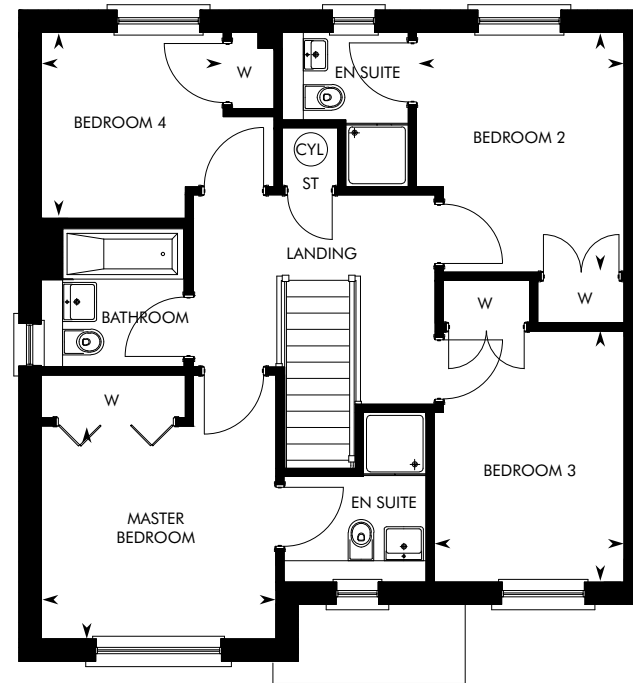 W
EN SUITE
BEDROOM 4
BEDROOM 2
CYL
ST
LANDING
W
W
BATHROOM
W
BEDROOM 3
EN SUITE
MASTER
BEDROOM